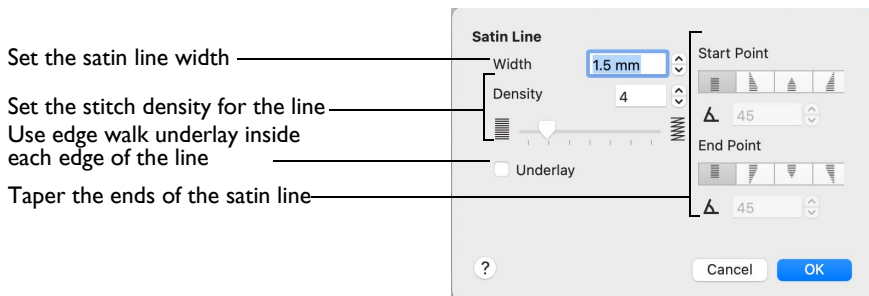 Set the satin line width
Set the stitch density for the line
Use edge walk underlay inside
each edge of the line
Taper the ends of the satin line
Satin Line
Width
1.5 mm
Density
4
Underlay
Start Point
45
End Point
45
?
Cancel
OK